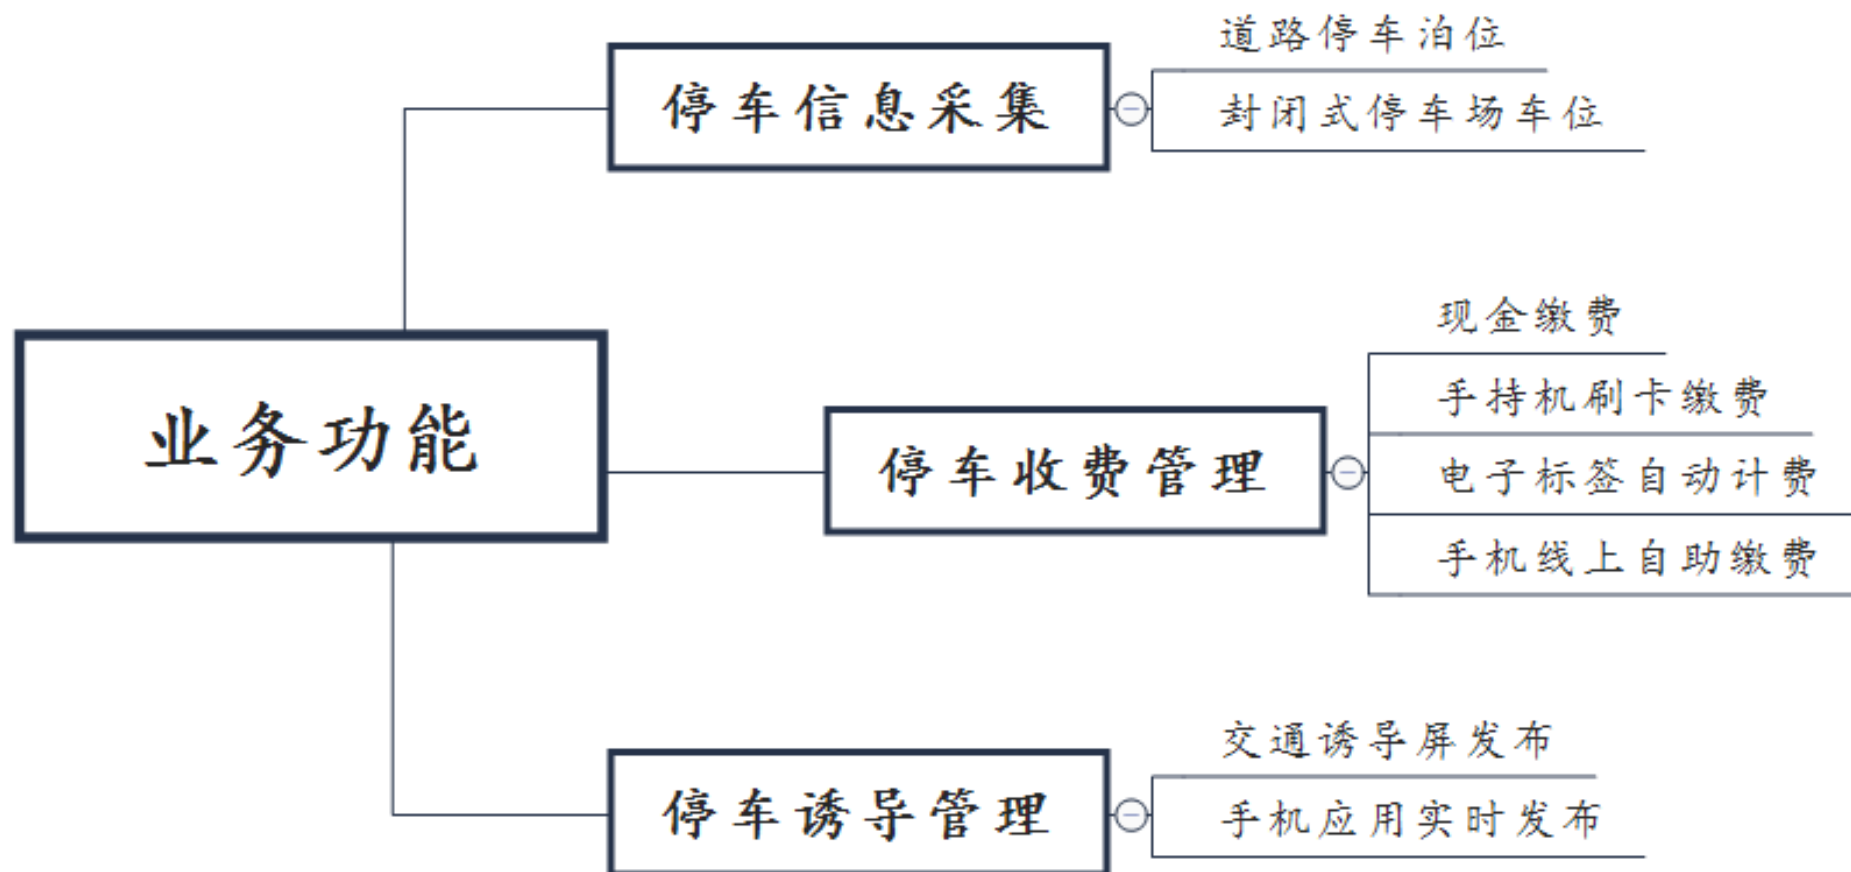 业务功能
停车信息采集
道路停车泊位
封闭式停车场车位
停车收费管理
现金缴费
手持机刷卡缴费
电子标签自动计费
手机线上自助缴费
停车诱导管理
交通诱导屏发布
手机应用实时发布